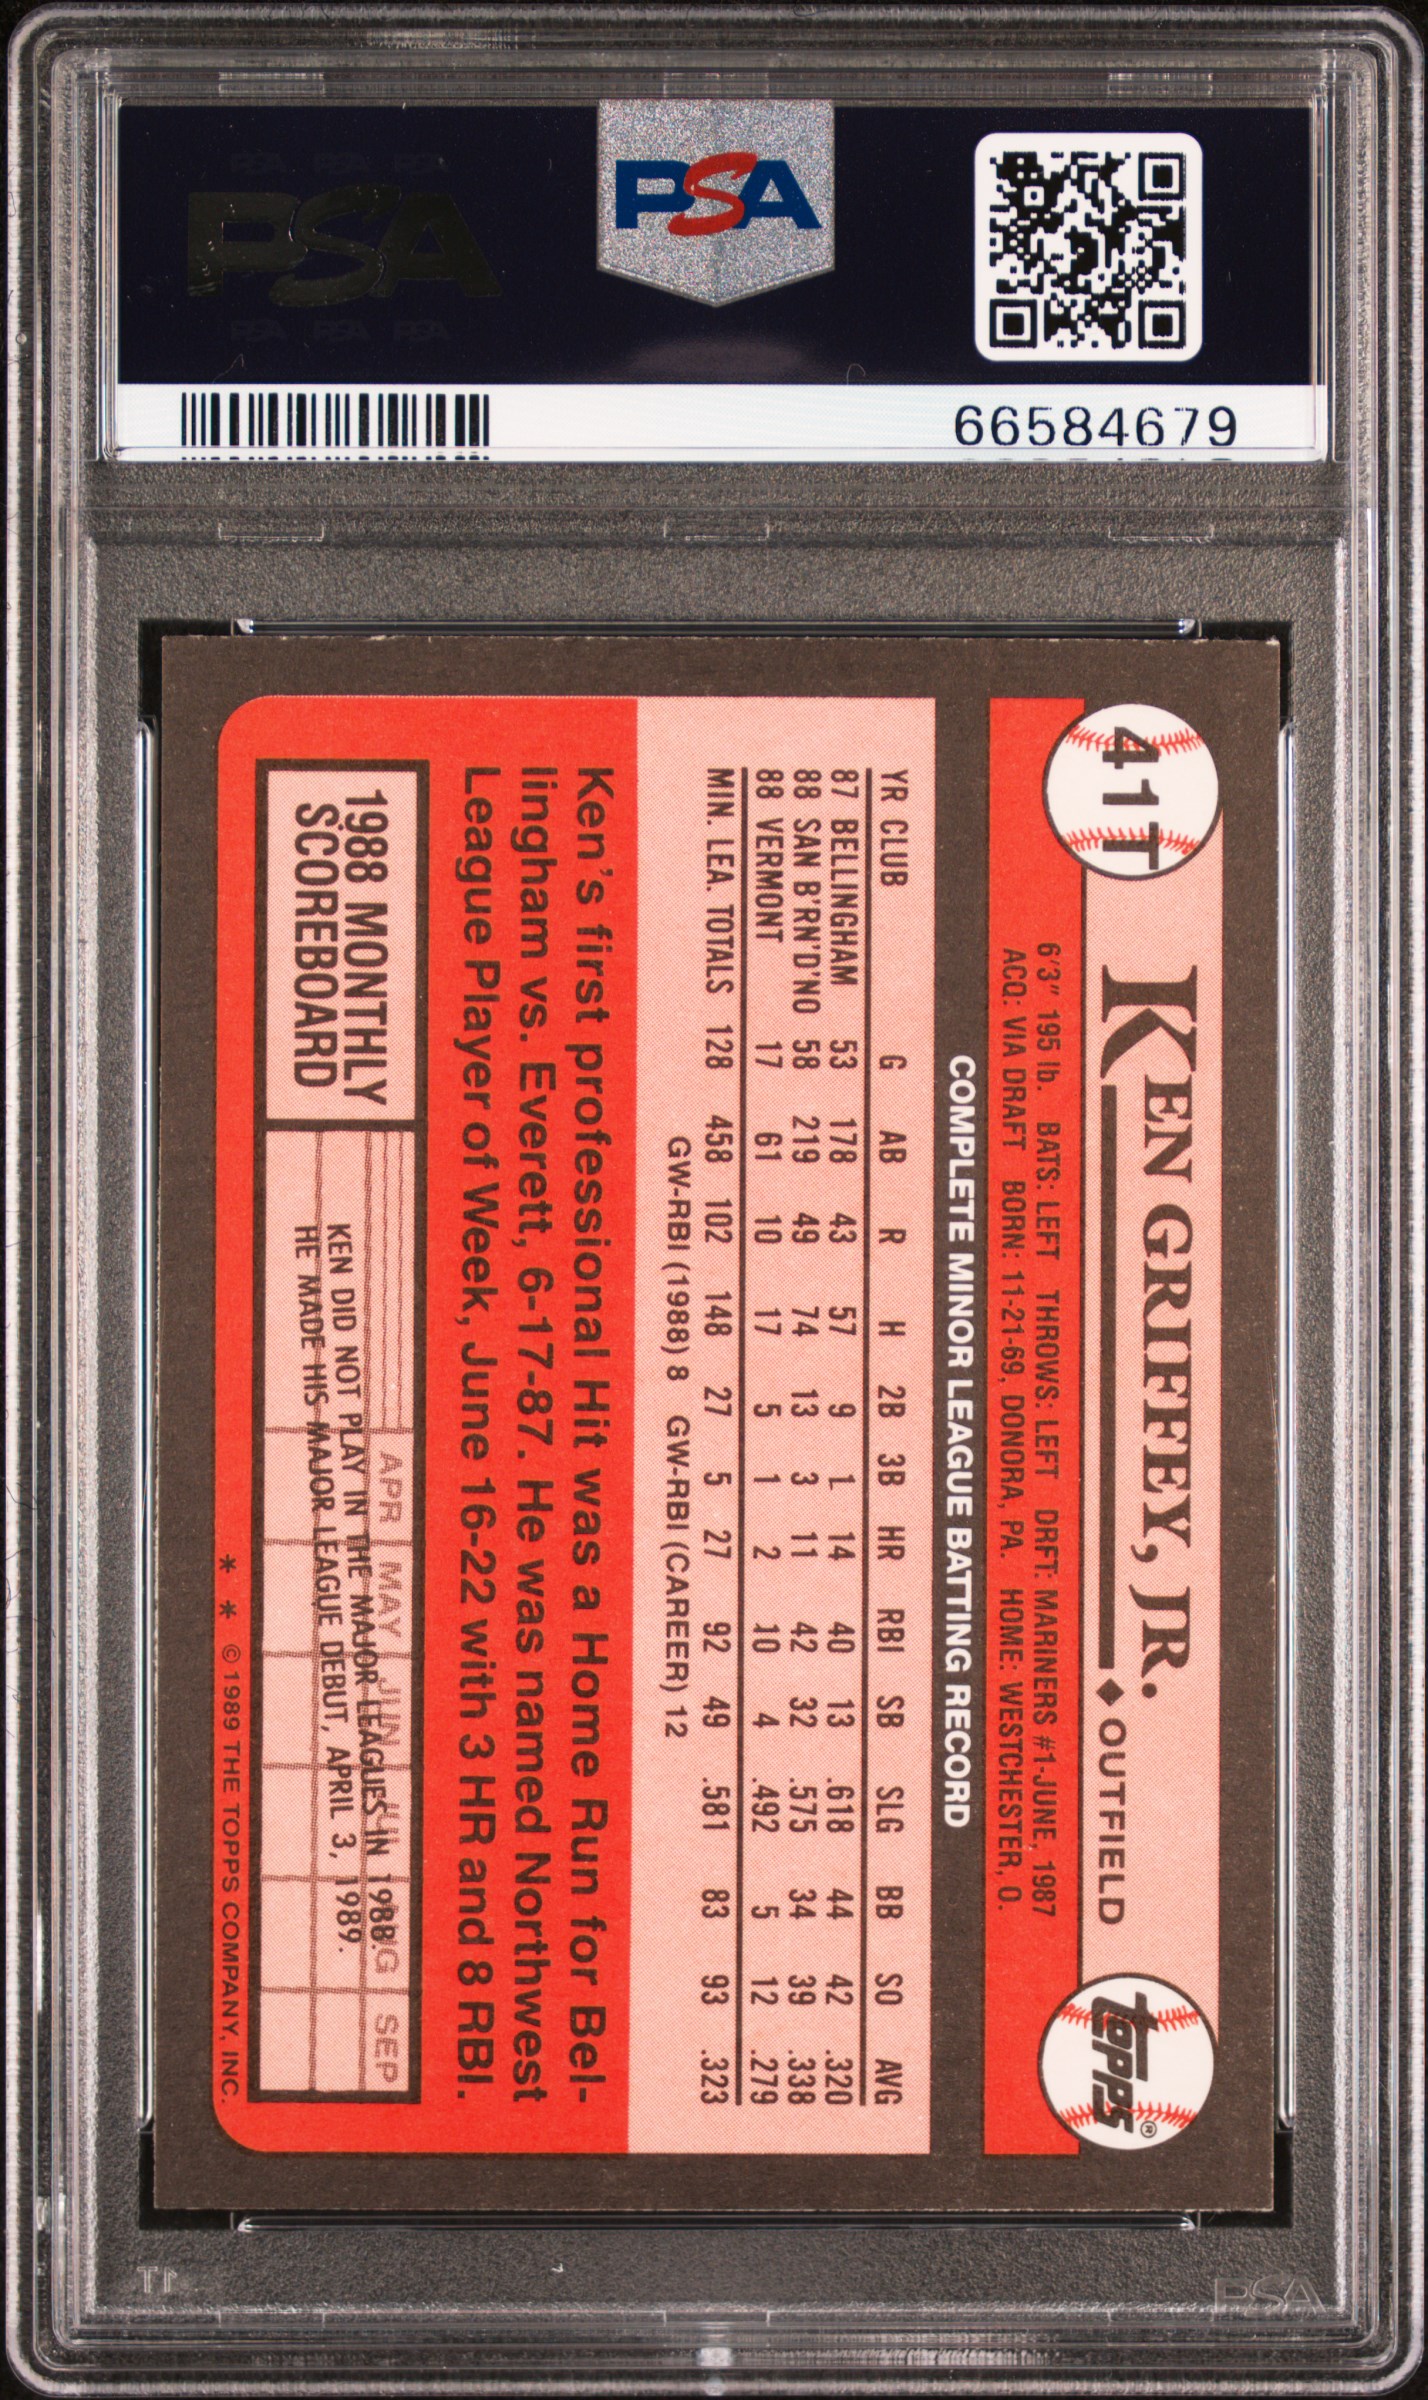 PSA
PSA PSA PSA
PSA
PSA PSA PSA
66584679
41T
KEN GRIFFEY, JR. ◆ OUTFIELD
topps®
6'3" 195 lb. BATS: LEFT THROWS: LEFT DRFT: MARINERS #1-JUNE, 1987
ACQ: VIA DRAFT BORN: 11-21-69, DONORA, PA. HOME: WESTCHESTER, O.
COMPLETE MINOR LEAGUE BATTING RECORD
YR CLUB G AB R H 2B 3B HR RBI SB SLG BB SO AVG
87 BELLINGHAM 53 178 43 57 9 1 14 40 13 .618 44 42 .320
88 SAN B'RN'D'NO 58 219 49 74 13 3 11 42 32 .575 34 39 .338
88 VERMONT 17 61 10 17 5 1 2 10 4 .492 5 12 .279
MIN. LEA. TOTALS 128 458 102 148 27 5 27 92 49 .581 83 93 .323
GW-RBI (1988) 8 GW-RBI (CAREER) 12
Ken's first professional Hit was a Home Run for Bel-
lingham vs. Everett, 6-17-87. He was named Northwest
League Player of Week, June 16-22 with 3 HR and 8 RBI.
1988 MONTHLY
SCOREBOARD
APR MAY JUN JUL AUG SEP
KEN DID NOT PLAY IN THE MAJOR LEAGUES IN 1988.
HE MADE HIS MAJOR LEAGUE DEBUT, APRIL 3, 1989.
* * © 1989 THE TOPPS COMPANY, INC.
PSA